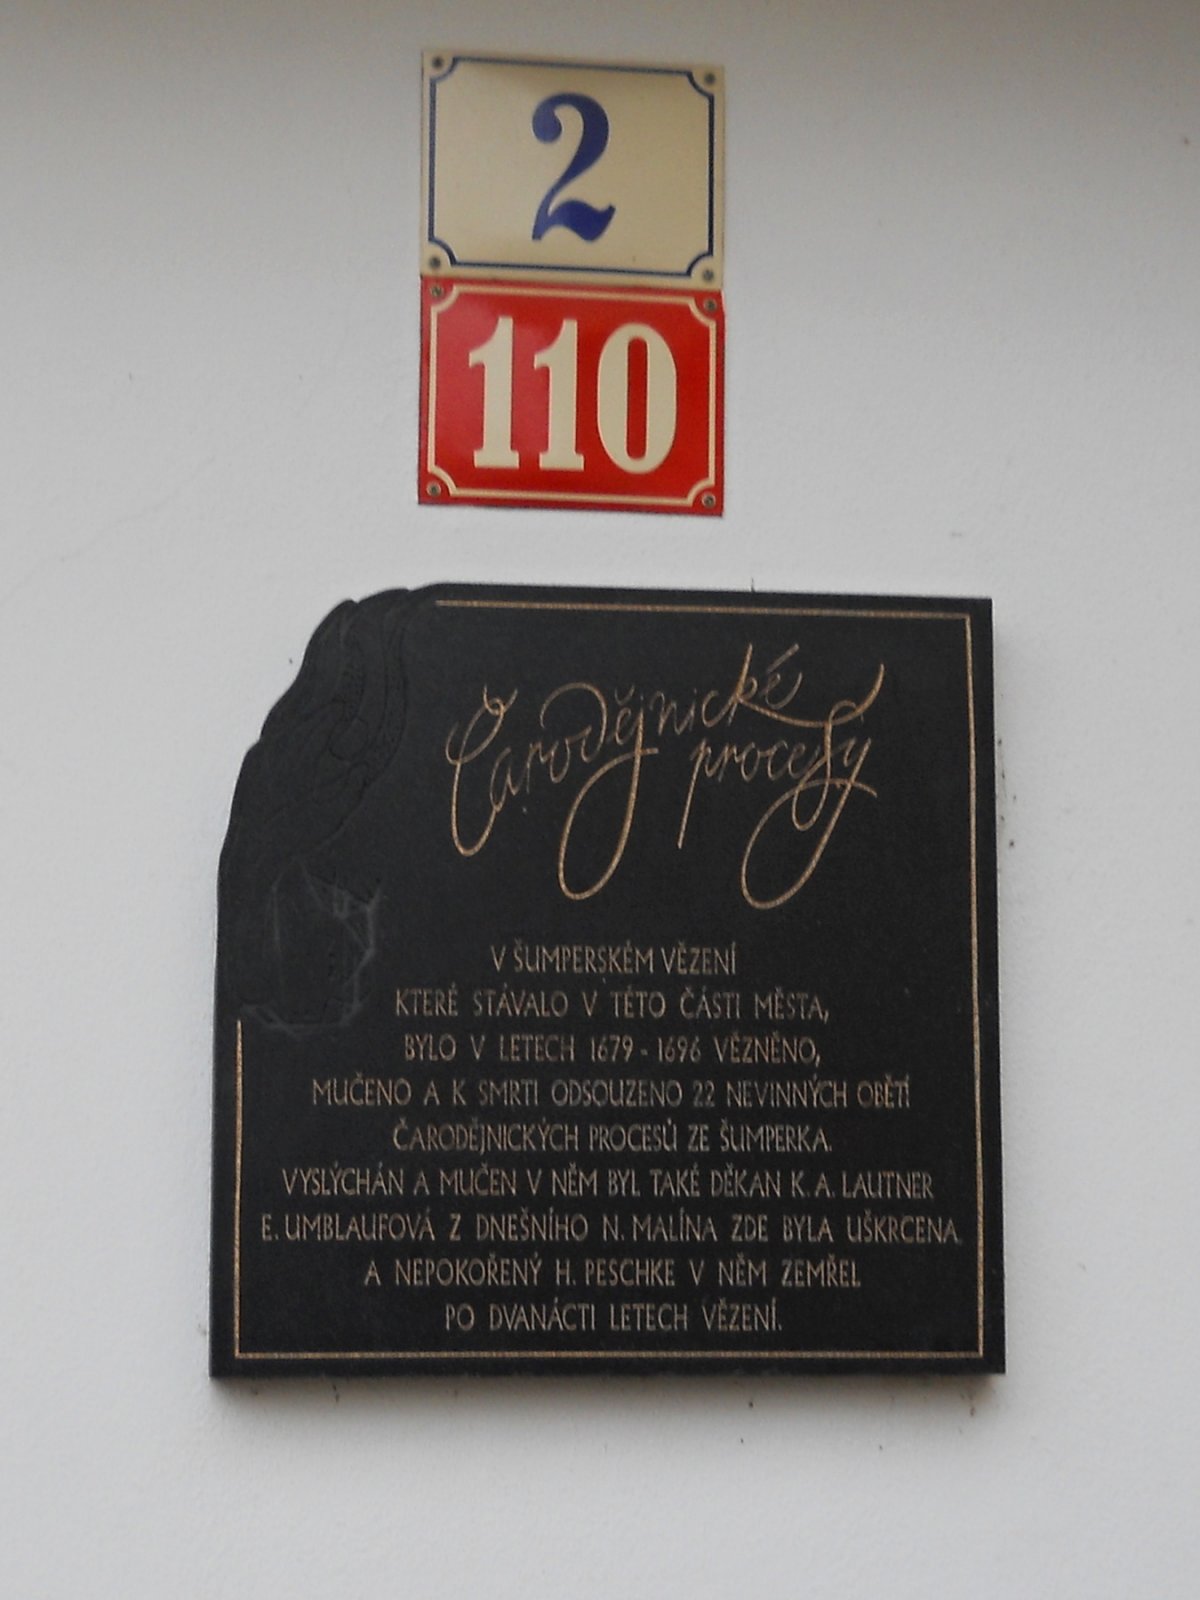 2
110
Čarodějnické
procesy
V ŠUMPERSKÉM VĚZENÍ
KTERÉ STÁVALO V TÉTO ČÁSTI MĚSTA,
BYLO V LETECH 1679 - 1696 VĚZNĚNO,
MUČENO A K SMRTI ODSOUZENO 22 NEVINNÝCH OBĚTÍ
ČARODĚJNICKÝCH PROCESŮ ZE ŠUMPERKA.
VYSLÝCHÁN A MUČEN V NĚM BYL TAKÉ DĚKAN K. A. LAUTNER
E. UMBLAUFOVÁ Z DNEŠNÍHO N. MALÍNA ZDE BYLA UŠKRCENA
A NEPOKOŘENÝ H. PESCHKE V NĚM ZEMŘEL
PO DVANÁCTI LETECH VĚZENÍ.